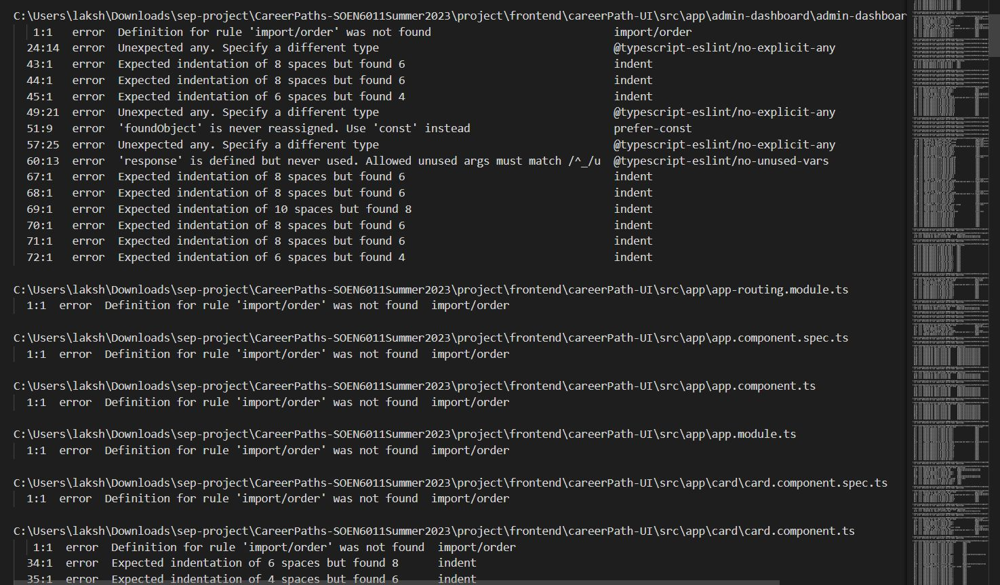 C:\Users\laksh\Downloads\sep-project\CareerPaths-SOEN6011Summer2023\project\frontend\careerPath-UI\src\app\admin-dashboard\admin-dashboar
1:1 error Definition for rule 'import/order' was not found import/order
24:14 error Unexpected any. Specify a different type @typescript-eslint/no-explicit-any
43:1 error Expected indentation of 8 spaces but found 6 indent
44:1 error Expected indentation of 8 spaces but found 6 indent
45:1 error Expected indentation of 6 spaces but found 4 indent
49:21 error Unexpected any. Specify a different type @typescript-eslint/no-explicit-any
51:9 error 'foundObject' is never reassigned. Use 'const' instead prefer-const
57:25 error Unexpected any. Specify a different type @typescript-eslint/no-explicit-any
60:13 error 'response' is defined but never used. Allowed unused args must match /^_/u @typescript-eslint/no-unused-vars
67:1 error Expected indentation of 8 spaces but found 6 indent
68:1 error Expected indentation of 8 spaces but found 6 indent
69:1 error Expected indentation of 10 spaces but found 8 indent
70:1 error Expected indentation of 8 spaces but found 6 indent
71:1 error Expected indentation of 8 spaces but found 6 indent
72:1 error Expected indentation of 6 spaces but found 4 indent
C:\Users\laksh\Downloads\sep-project\CareerPaths-SOEN6011Summer2023\project\frontend\careerPath-UI\src\app\app-routing.module.ts
1:1 error Definition for rule 'import/order' was not found import/order
C:\Users\laksh\Downloads\sep-project\CareerPaths-SOEN6011Summer2023\project\frontend\careerPath-UI\src\app\app.component.spec.ts
1:1 error Definition for rule 'import/order' was not found import/order
C:\Users\laksh\Downloads\sep-project\CareerPaths-SOEN6011Summer2023\project\frontend\careerPath-UI\src\app\app.component.ts
1:1 error Definition for rule 'import/order' was not found import/order
C:\Users\laksh\Downloads\sep-project\CareerPaths-SOEN6011Summer2023\project\frontend\careerPath-UI\src\app\app.module.ts
1:1 error Definition for rule 'import/order' was not found import/order
C:\Users\laksh\Downloads\sep-project\CareerPaths-SOEN6011Summer2023\project\frontend\careerPath-UI\src\app\card\card.component.spec.ts
1:1 error Definition for rule 'import/order' was not found import/order
C:\Users\laksh\Downloads\sep-project\CareerPaths-SOEN6011Summer2023\project\frontend\careerPath-UI\src\app\card\card.component.ts
1:1 error Definition for rule 'import/order' was not found import/order
34:1 error Expected indentation of 6 spaces but found 8 indent
35:1 error Expected indentation of 4 spaces but found 6 indent